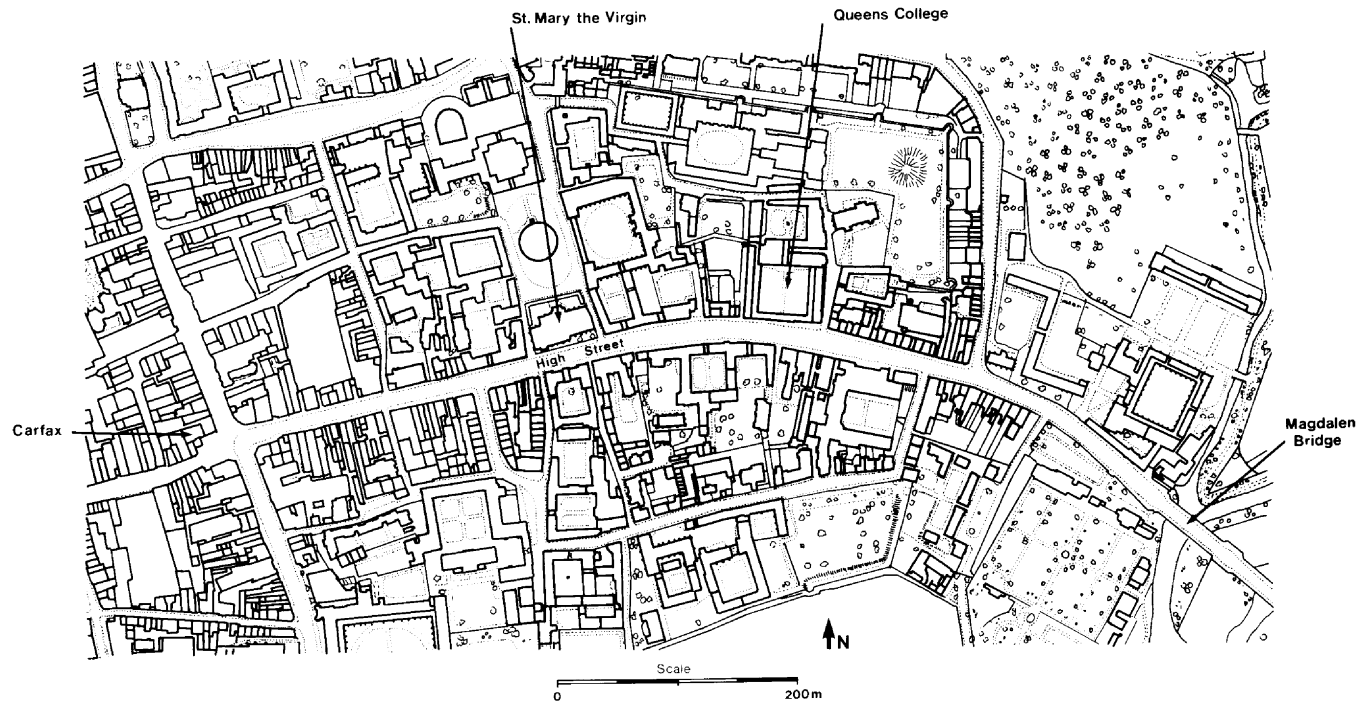 St. Mary the Virgin
Queens College
High Street
Carfax
Magdalen
Bridge
N
Scale
0
200m